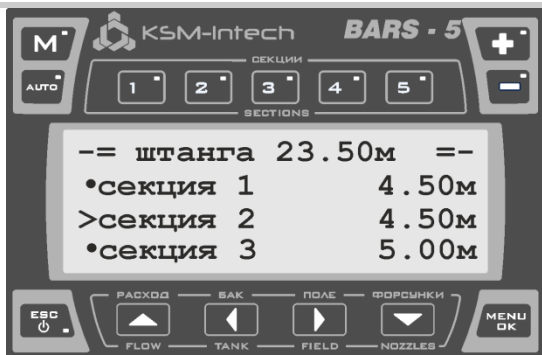 M
KSM-Intech
BARS - 5
+
AUTO
СЕКЦИИ
-
1 2 3 4 5
SECTIONS
-= штанга 23.50м =-
•секция 1 4.50м
>секция 2 4.50м
•секция 3 5.00м
РАСХОД БАК ПОЛЕ ФОРСУНКИ
ESC
MENU
OK
FLOW TANK FIELD NOZZLES